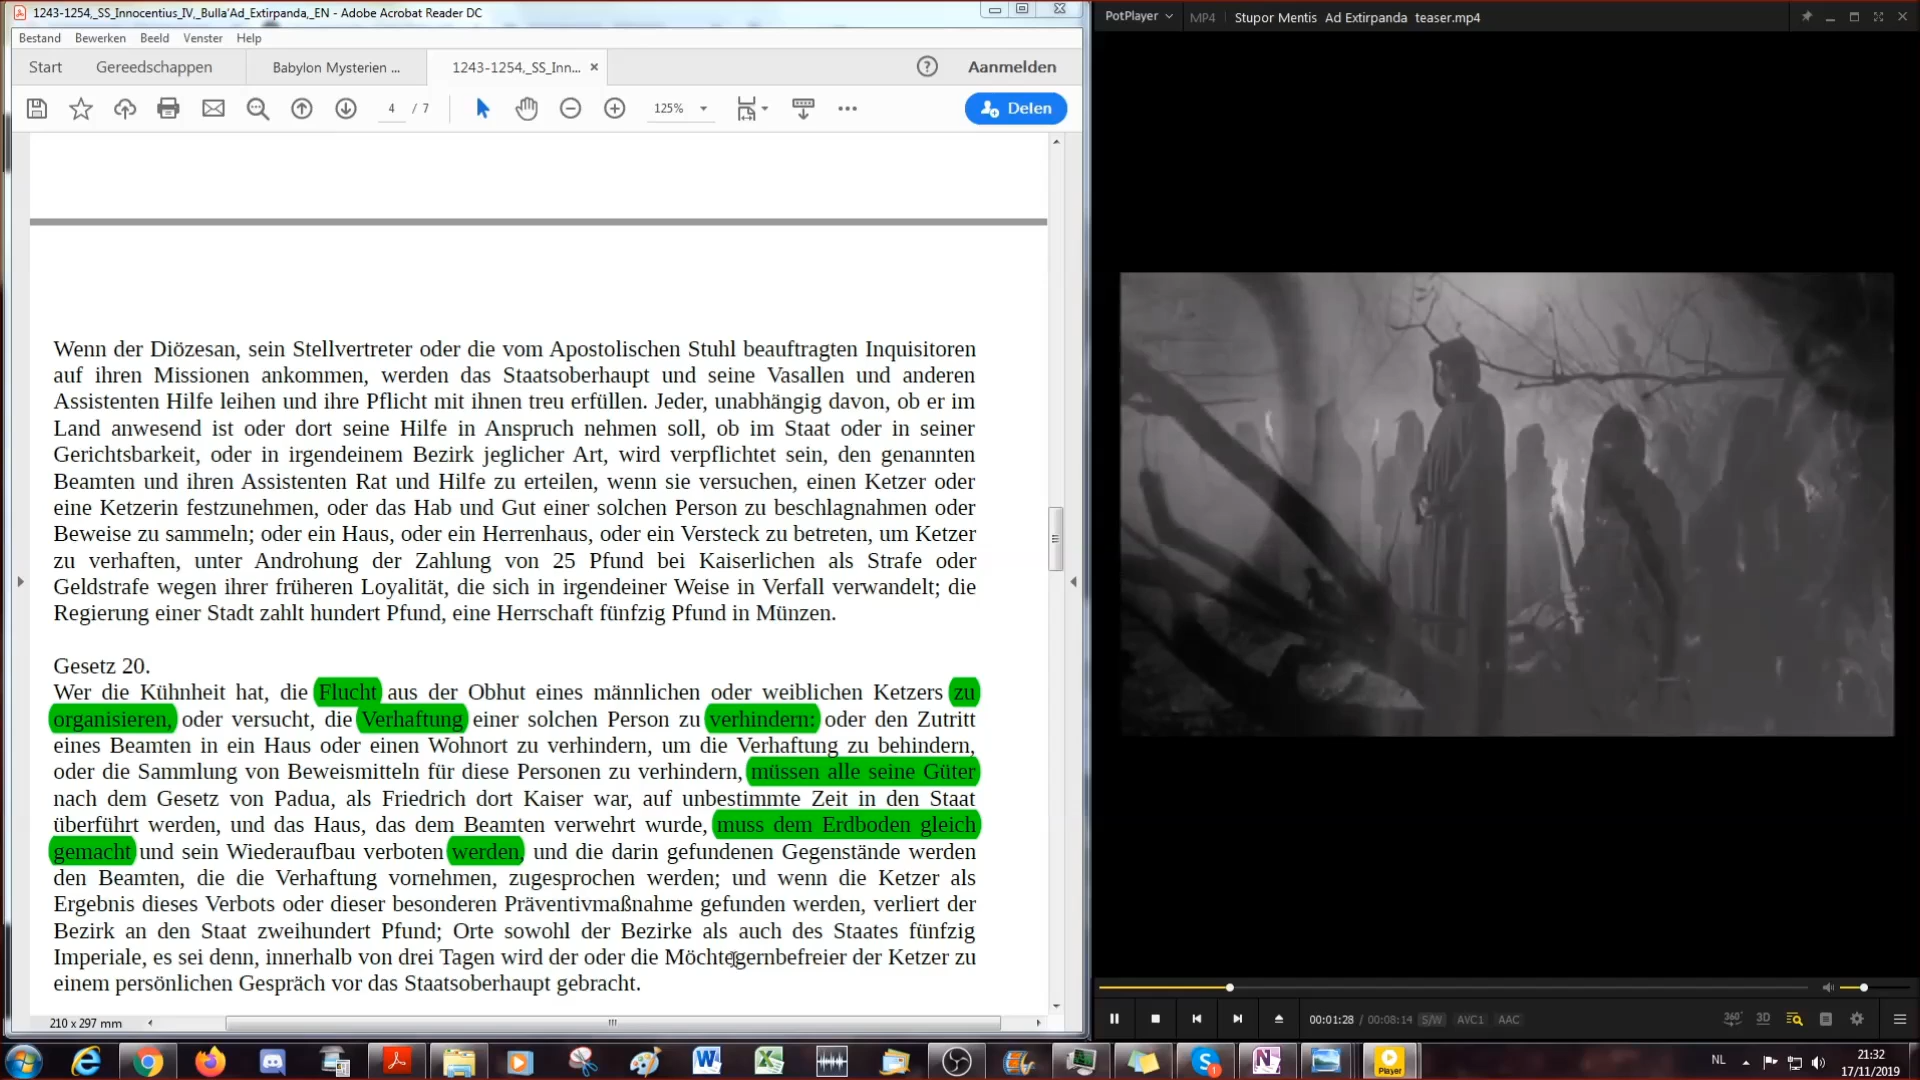 1243-1254,_SS_Innocentius_IV,_Bulla'Ad_Extirpanda,_EN - Adobe Acrobat Reader DC
Bestand Bewerken Beeld Venster Help
Start Gereedschappen Babylon Mysterien ... 1243-1254,_SS_Inn... × Aanmelden
4 / 7 125% Delen
Wenn der Diözesan, sein Stellvertreter oder die vom Apostolischen Stuhl beauftragten Inquisitoren
auf ihren Missionen ankommen, werden das Staatsoberhaupt und seine Vasallen und anderen
Assistenten Hilfe leihen und ihre Pflicht mit ihnen treu erfüllen. Jeder, unabhängig davon, ob er im
Land anwesend ist oder dort seine Hilfe in Anspruch nehmen soll, ob im Staat oder in seiner
Gerichtsbarkeit, oder in irgendeinem Bezirk jeglicher Art, wird verpflichtet sein, den genannten
Beamten und ihren Assistenten Rat und Hilfe zu erteilen, wenn sie versuchen, einen Ketzer oder
eine Ketzerin festzunehmen, oder das Hab und Gut einer solchen Person zu beschlagnahmen oder
Beweise zu sammeln; oder ein Haus, oder ein Herrenhaus, oder ein Versteck zu betreten, um Ketzer
zu verhaften, unter Androhung der Zahlung von 25 Pfund bei Kaiserlichen als Strafe oder
Geldstrafe wegen ihrer früheren Loyalität, die sich in irgendeiner Weise in Verfall verwandelt; die
Regierung einer Stadt zahlt hundert Pfund, eine Herrschaft fünfzig Pfund in Münzen.
Gesetz 20.
Wer die Kühnheit hat, die Flucht aus der Obhut eines männlichen oder weiblichen Ketzers zu
organisieren, oder versucht, die Verhaftung einer solchen Person zu verhindern: oder den Zutritt
eines Beamten in ein Haus oder einen Wohnort zu verhindern, um die Verhaftung zu behindern,
oder die Sammlung von Beweismitteln für diese Personen zu verhindern, müssen alle seine Güter
nach dem Gesetz von Padua, als Friedrich dort Kaiser war, auf unbestimmte Zeit in den Staat
überführt werden, und das Haus, das dem Beamten verwehrt wurde, muss dem Erdboden gleich
gemacht und sein Wiederaufbau verboten werden, und die darin gefundenen Gegenstände werden
den Beamten, die die Verhaftung vornehmen, zugesprochen werden; und wenn die Ketzer als
Ergebnis dieses Verbots oder dieser besonderen Präventivmaßnahme gefunden werden, verliert der
Bezirk an den Staat zweihundert Pfund; Orte sowohl der Bezirke als auch des Staates fünfzig
Imperiale, es sei denn, innerhalb von drei Tagen wird der oder die Möchtegernbefreier der Ketzer zu
einem persönlichen Gespräch vor das Staatsoberhaupt gebracht.
210 x 297 mm
PotPlayer MP4 Stupor Mentis Ad Extirpanda teaser.mp4
00:01:28 / 00:08:14 S/W AVC1 AAC
360° 3D
Player
NL
21:32
17/11/2019